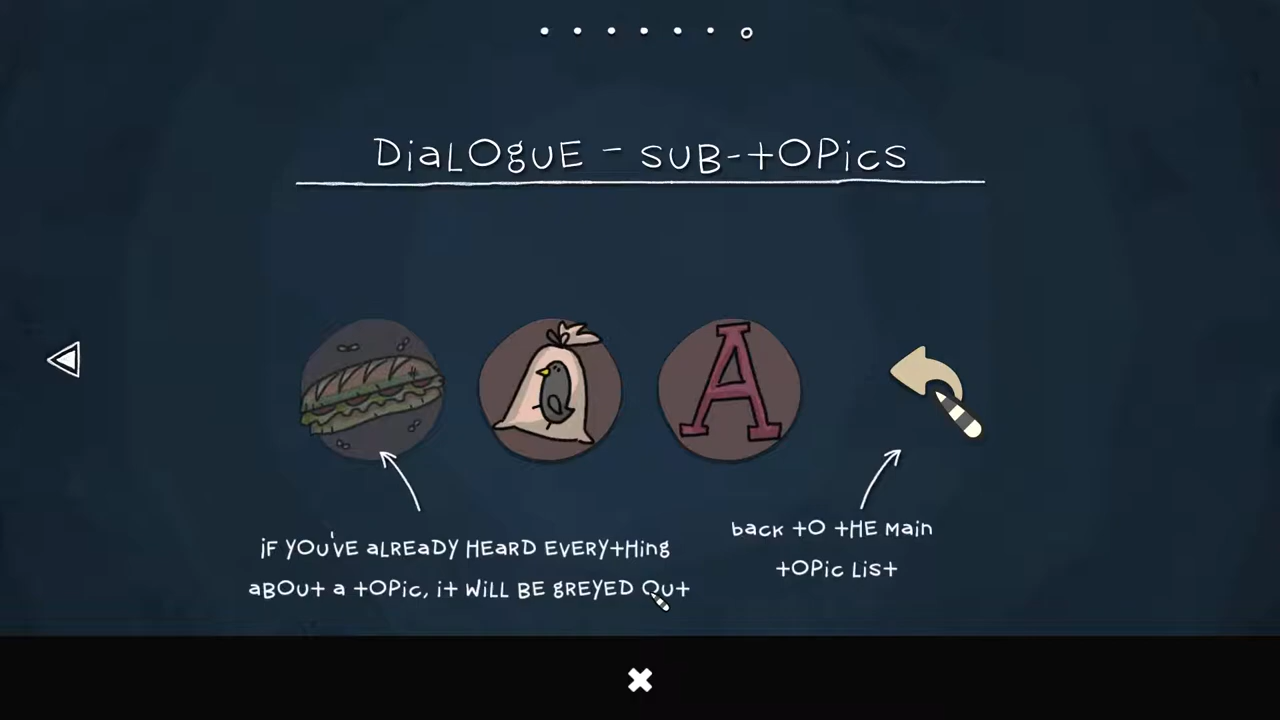 DiaLOgUE - sUB-tOPics
A
iF YOU'VE aLREaDY HEaRD EVERYtHing
aBOUt a tOPic, it WiLL BE gREYED OUt
back tO tHE Main
tOPic List